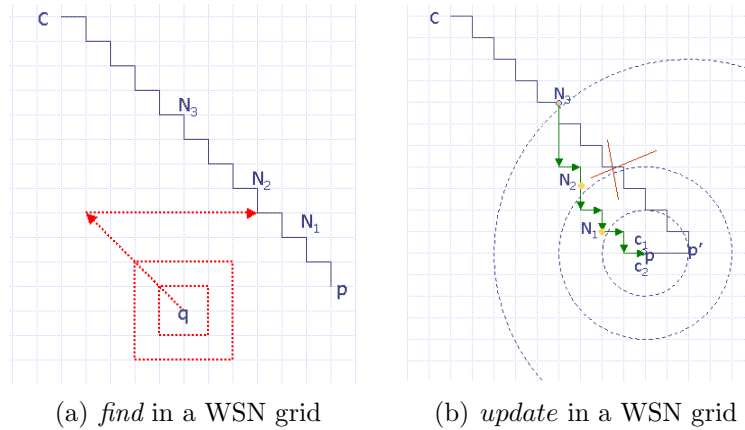 C
N₃
N₂
N₁
p
q
(a) find in a WSN grid
C
N₃
N₂
N₁
c₁
p
p'
c₂
(b) update in a WSN grid